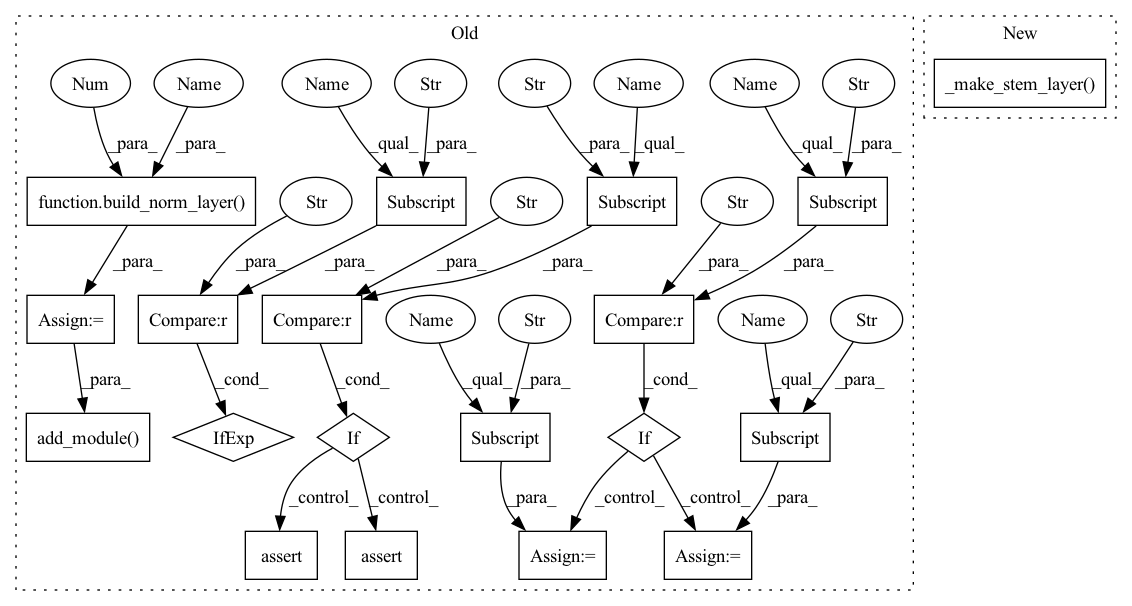 Old
New
Num
Name
Name
Str
Str
Name
Name
Str
_make_stem_layer()
_para_
_para_
_qual_
_para_
_para_
_qual_
_qual_
_para_
function.build_norm_layer()
Str
Subscript
Str
Subscript
Str
Subscript
_para_
_para_
_para_
_para_
_para_
_para_
_para_
Assign:=
Compare:r
Compare:r
Name
Str
Compare:r
Name
Str
_para_
_cond_
_cond_
_qual_
_para_
_cond_
_qual_
_para_
add_module()
IfExp
If
Subscript
If
Subscript
_control_
_control_
_para_
_control_
_control_
_para_
assert
assert
Assign:=
Assign:=